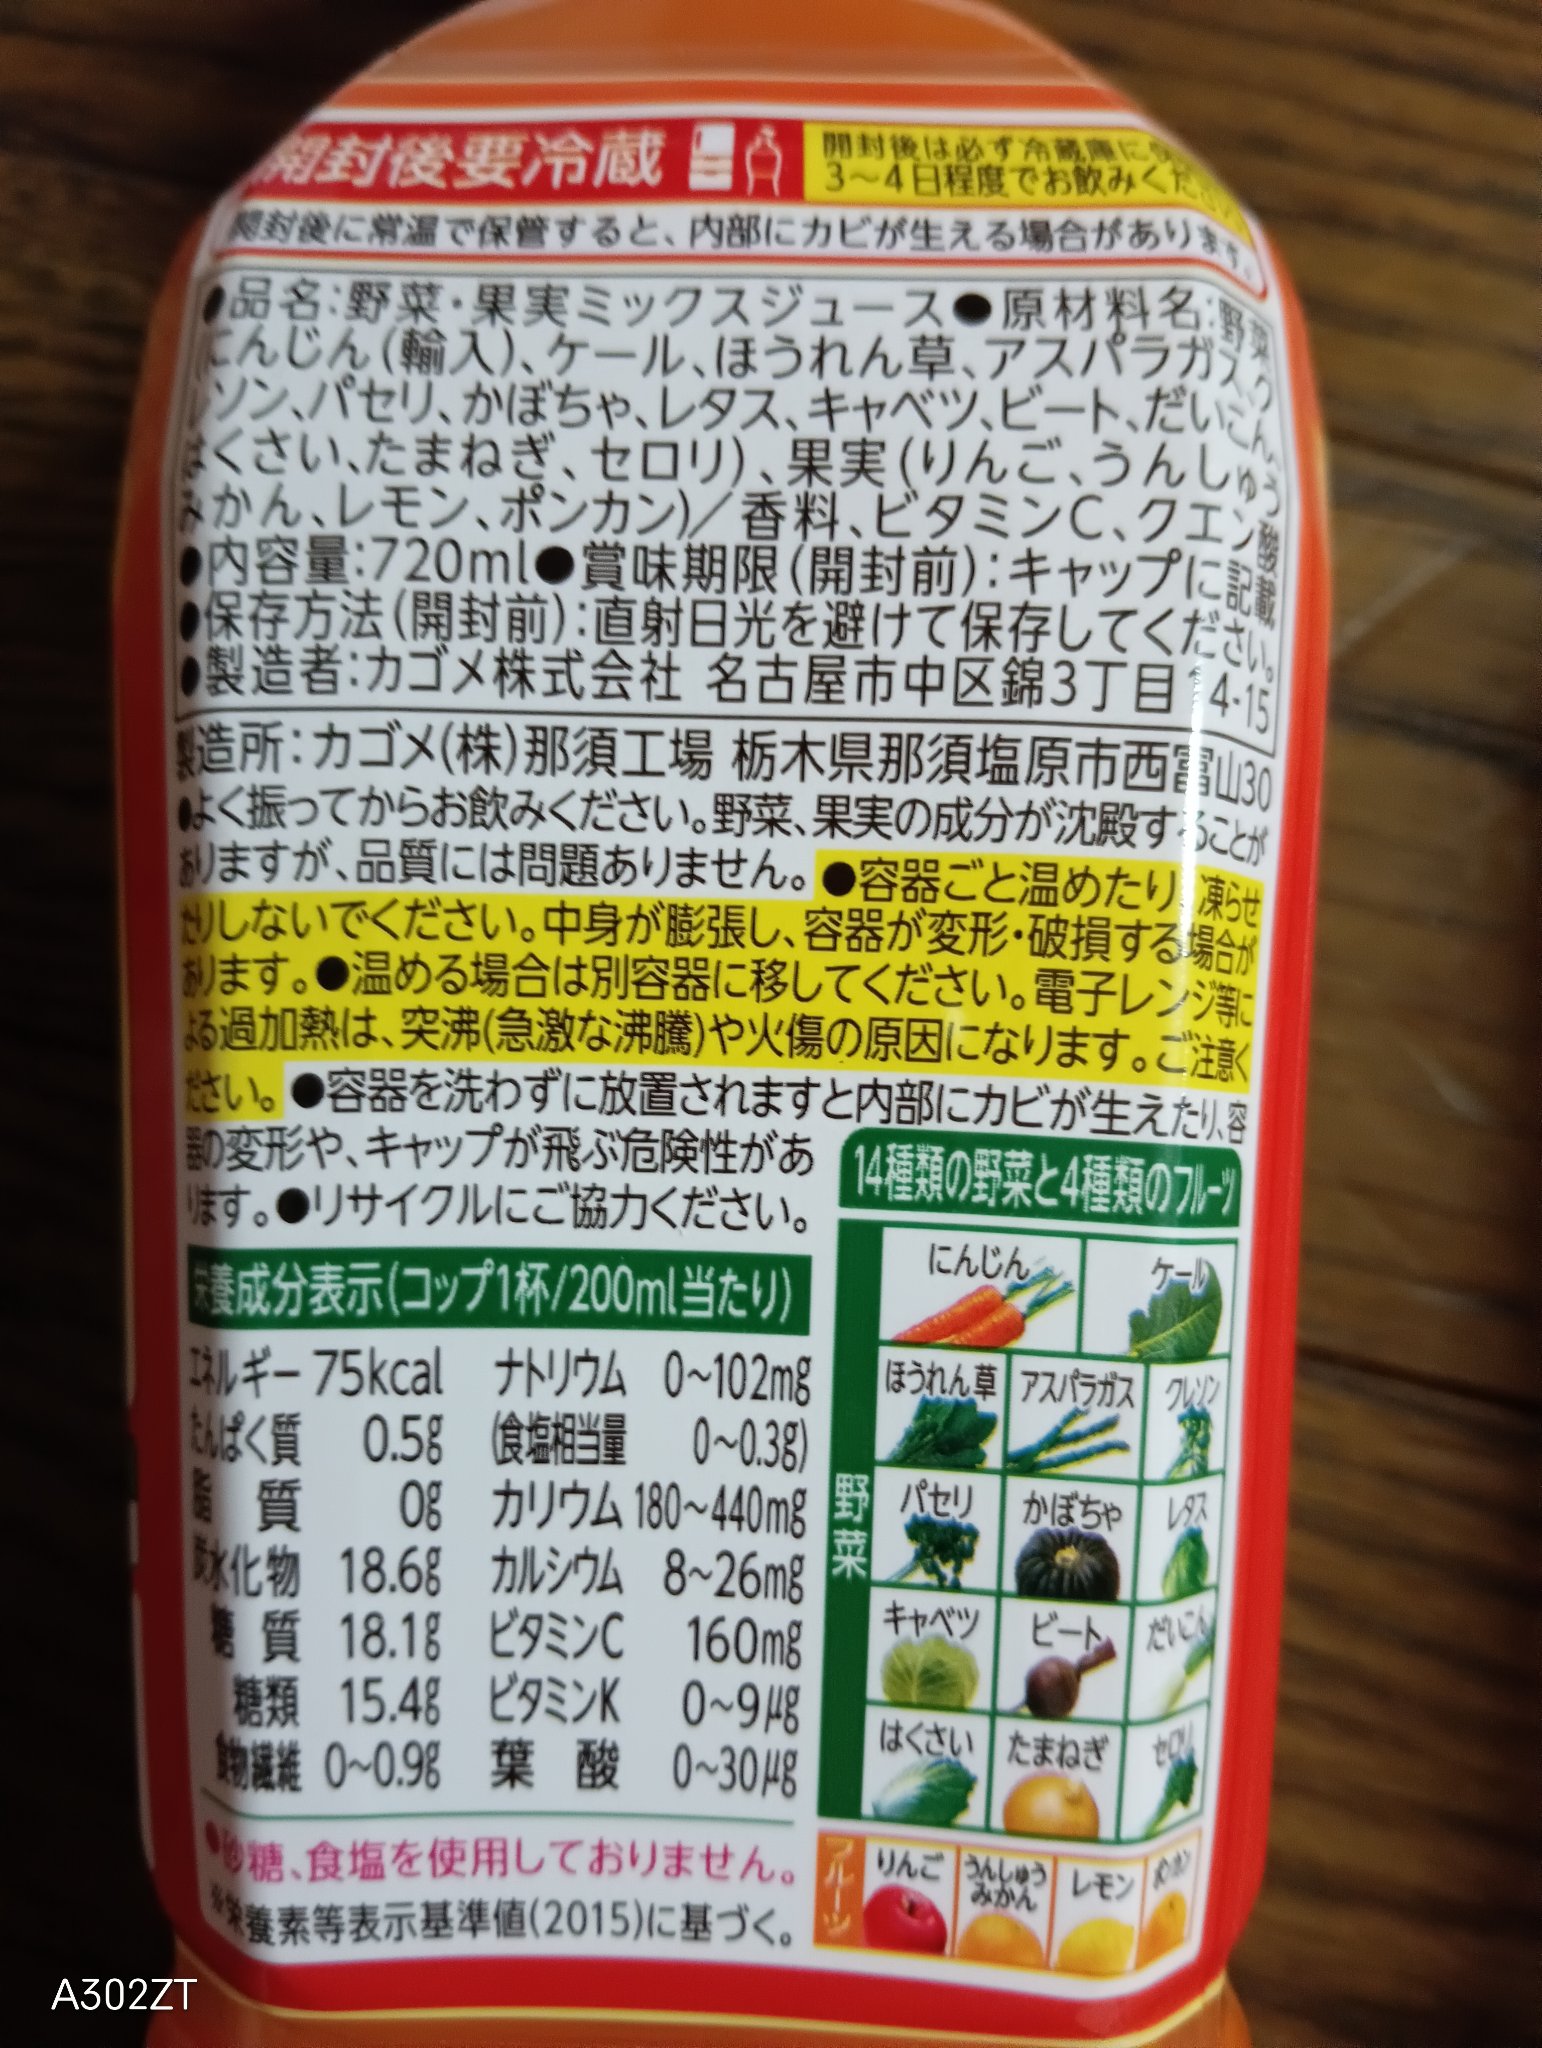 開封後要冷蔵
開封後は必ず冷蔵庫に
3〜4日程度でお飲みくだ
開封後に常温で保管すると、内部にカビが生える場合があります。
●品名:野菜・果実ミックスジュース●原材料名:野菜
(にんじん(輸入)、ケール、ほうれん草、アスパラガス、ク
レソン、パセリ、かぼちゃ、レタス、キャベツ、ビート、だいこん、
はくさい、たまねぎ、セロリ)、果実(りんご、うんしゅう
みかん、レモン、ポンカン)/香料、ビタミンC、クエン酸
●内容量:720ml●賞味期限(開封前):キャップに記載
●保存方法(開封前):直射日光を避けて保存してください。
●製造者:カゴメ株式会社 名古屋市中区錦3丁目14-15
製造所:カゴメ(株)那須工場 栃木県那須塩原市西富山30
●よく振ってからお飲みください。野菜、果実の成分が沈殿することが
ありますが、品質には問題ありません。●容器ごと温めたり、凍らせ
たりしないでください。中身が膨張し、容器が変形・破損する場合が
あります。●温める場合は別容器に移してください。電子レンジ等に
よる過加熱は、突沸(急激な沸騰)や火傷の原因になります。ご注意く
ださい。●容器を洗わずに放置されますと内部にカビが生えたり、容
器の変形や、キャップが飛ぶ危険性があ
ります。●リサイクルにご協力ください。
栄養成分表示(コップ1杯/200ml当たり)
エネルギー 75kcal ナトリウム 0〜102mg
たんぱく質 0.5g (食塩相当量 0〜0.3g)
脂質 0g カリウム 180〜440mg
炭水化物 18.6g カルシウム 8〜26mg
糖質 18.1g ビタミンC 160mg
糖類 15.4g ビタミンK 0〜9μg
食物繊維 0〜0.9g 葉酸 0〜30μg
●砂糖、食塩を使用しておりません。
※栄養素等表示基準値(2015)に基づく。
14種類の野菜と4種類のフルーツ
野菜
にんじん ケール
ほうれん草 アスパラガス クレソン
パセリ かぼちゃ レタス
キャベツ ビート だいこん
はくさい たまねぎ セロリ
フルーツ
りんご うんしゅうみかん レモン ポンカン
A302ZT